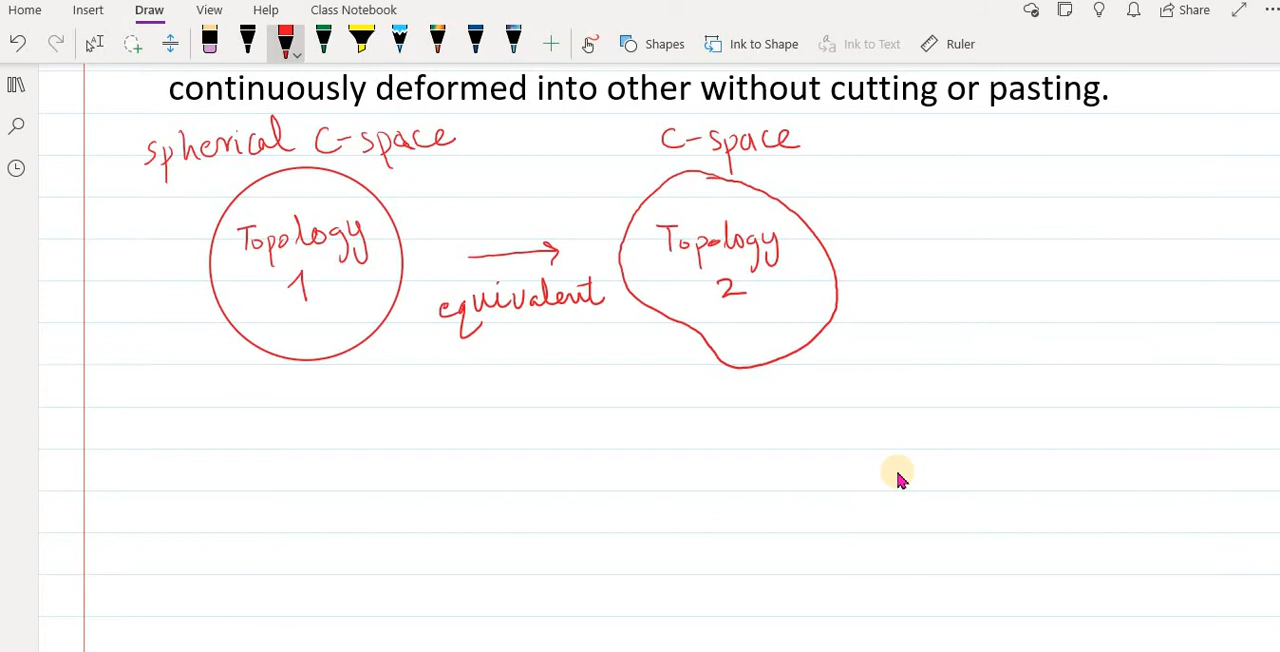 Home Insert Draw View Help Class Notebook Share
Shapes Ink to Shape Ink to Text Ruler
continuously deformed into other without cutting or pasting.
spherical C-space C-space
Topology Topology
1 2
equivalent